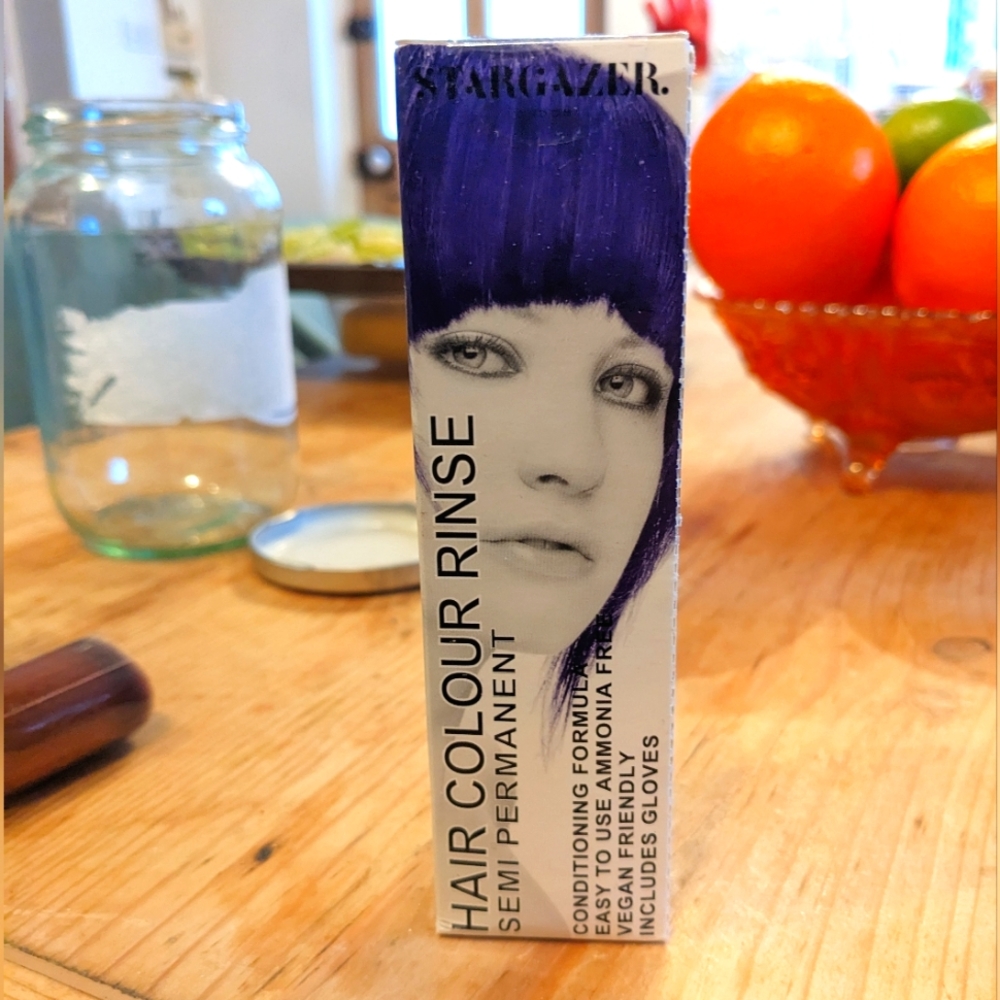 STARGAZER.
HAIR COLOUR RINSE
SEMI PERMANENT
CONDITIONING FORMULA
EASY TO USE AMMONIA FREE
VEGAN FRIENDLY
INCLUDES GLOVES